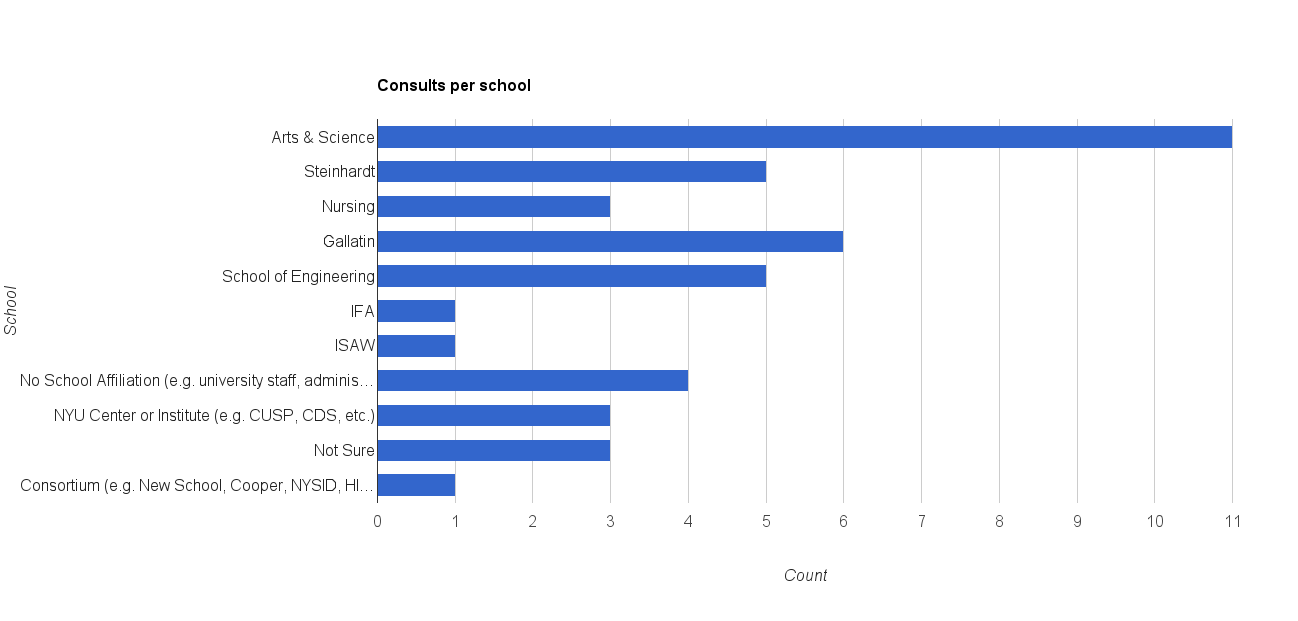 Consults per school
Arts & Science
Steinhardt
Nursing
Gallatin
School of Engineering
IFA
ISAW
No School Affiliation (e.g. university staff, adminis...
NYU Center or Institute (e.g. CUSP, CDS, etc.)
Not Sure
Consortium (e.g. New School, Cooper, NYSID, HI...
School
0 1 2 3 4 5 6 7 8 9 10 11
Count